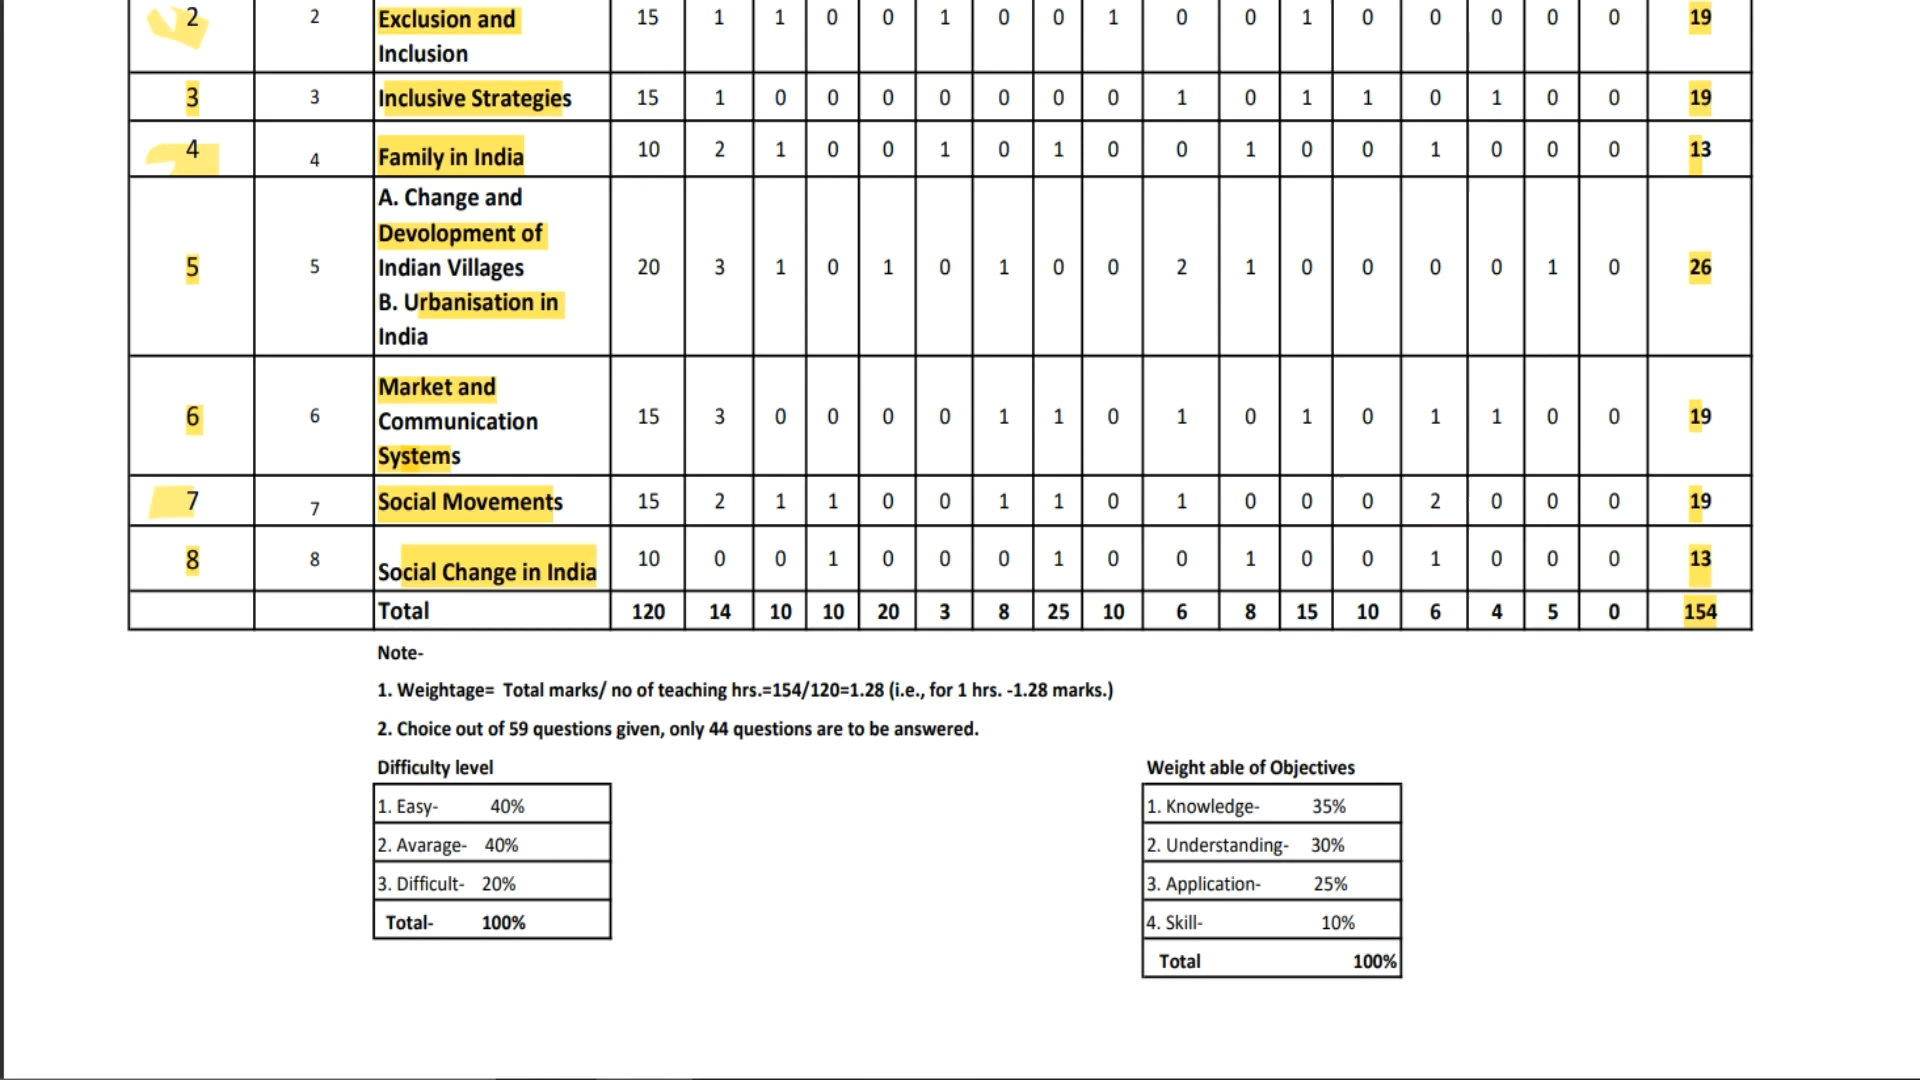 2 2 Exclusion and 15 1 1 0 0 1 0 0 1 0 0 1 0 0 0 0 0 19
Inclusion
3 3 Inclusive Strategies 15 1 0 0 0 0 0 0 0 1 0 1 1 0 1 0 0 19
4 4 Family in India 10 2 1 0 0 1 0 1 0 0 1 0 0 1 0 0 0 13
A. Change and
Devolopment of
5 5 Indian Villages 20 3 1 0 1 0 1 0 0 2 1 0 0 0 0 1 0 26
B. Urbanisation in
India
Market and
6 6 Communication 15 3 0 0 0 0 1 1 0 1 0 1 0 1 1 0 0 19
Systems
7 7 Social Movements 15 2 1 1 0 0 1 1 0 1 0 0 0 2 0 0 0 19
8 8 Social Change in India 10 0 0 1 0 0 0 1 0 0 1 0 0 1 0 0 0 13
Total 120 14 10 10 20 3 8 25 10 6 8 15 10 6 4 5 0 154
Note-
1. Weightage= Total marks/ no of teaching hrs.=154/120=1.28 (i.e., for 1 hrs. -1.28 marks.)
2. Choice out of 59 questions given, only 44 questions are to be answered.
Difficulty level
1. Easy- 40%
2. Avarage- 40%
3. Difficult- 20%
Total- 100%
Weight able of Objectives
1. Knowledge- 35%
2. Understanding- 30%
3. Application- 25%
4. Skill- 10%
Total 100%